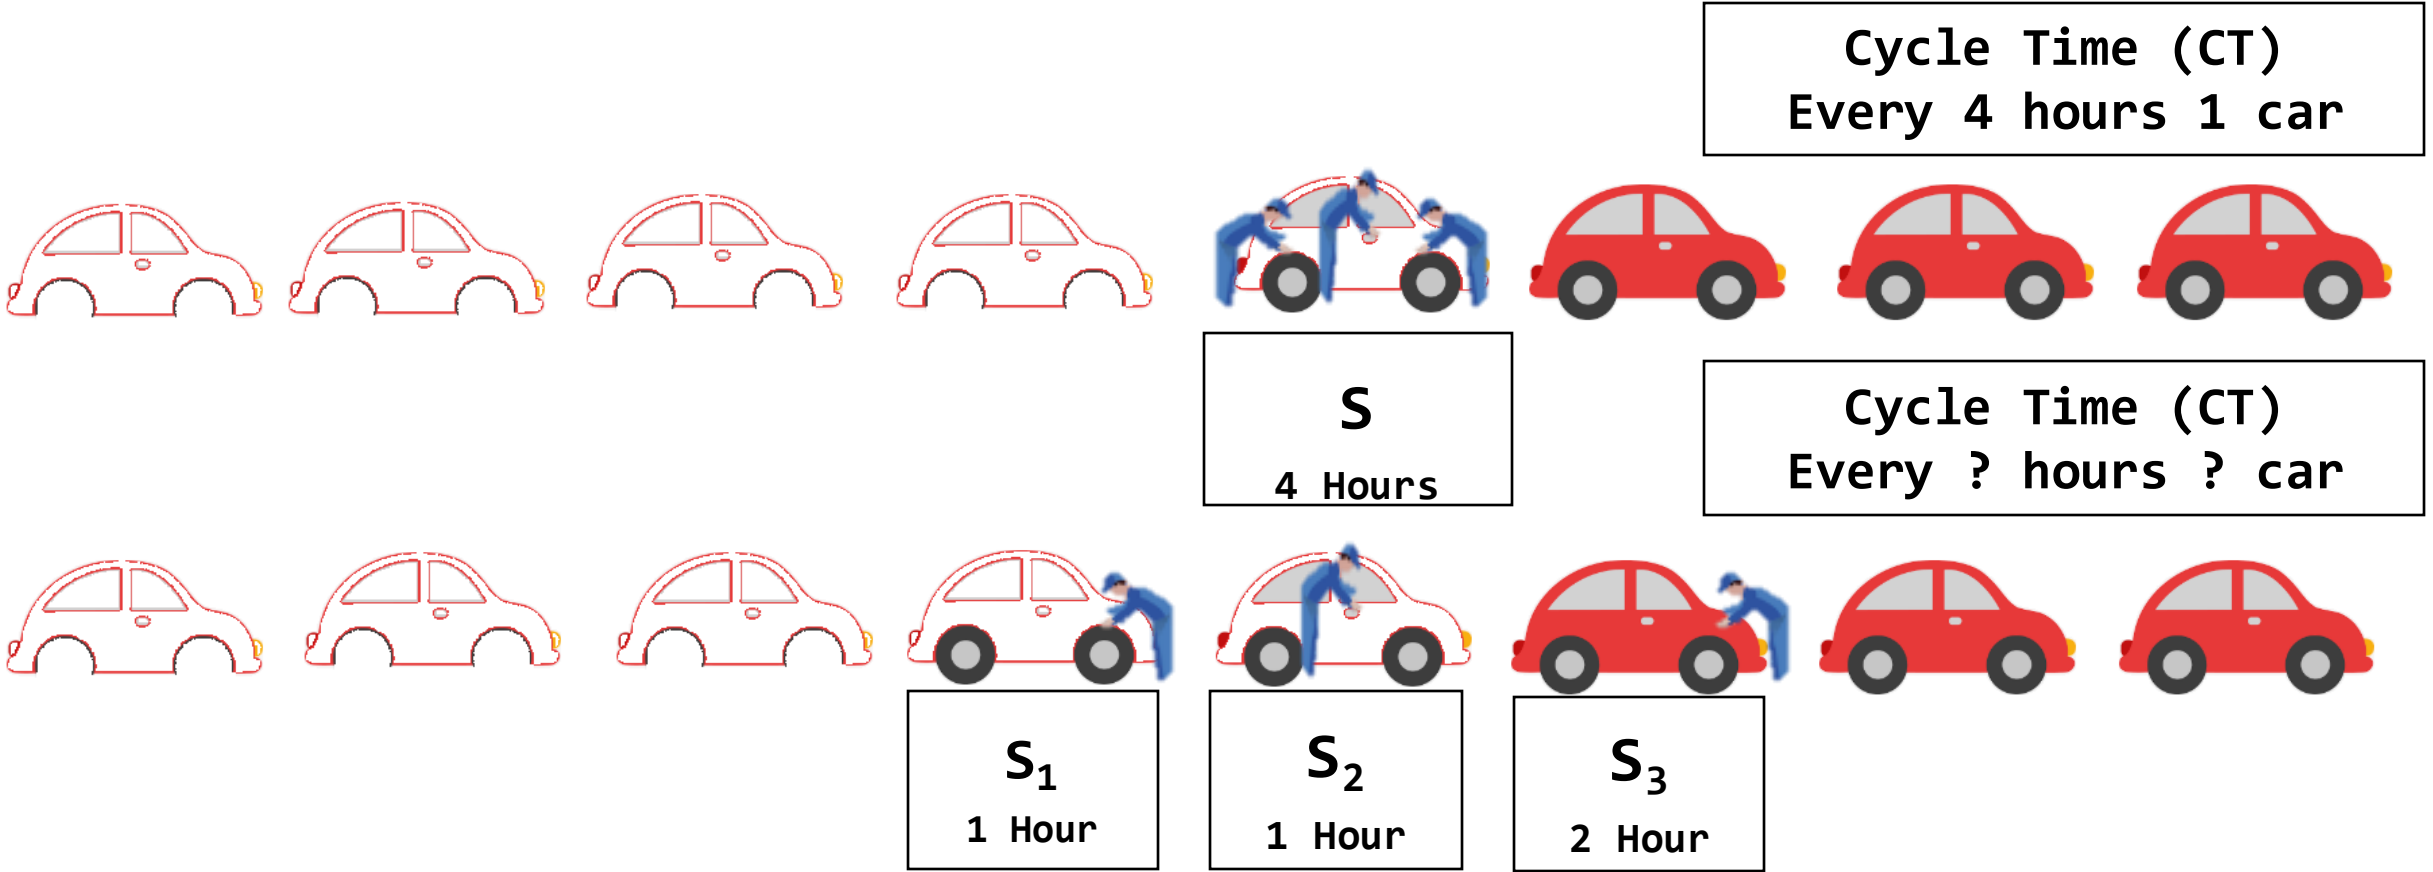 Cycle Time (CT)
Every 4 hours 1 car
S
4 Hours
Cycle Time (CT)
Every ? hours ? car
S1
1 Hour
S2
1 Hour
S3
2 Hour